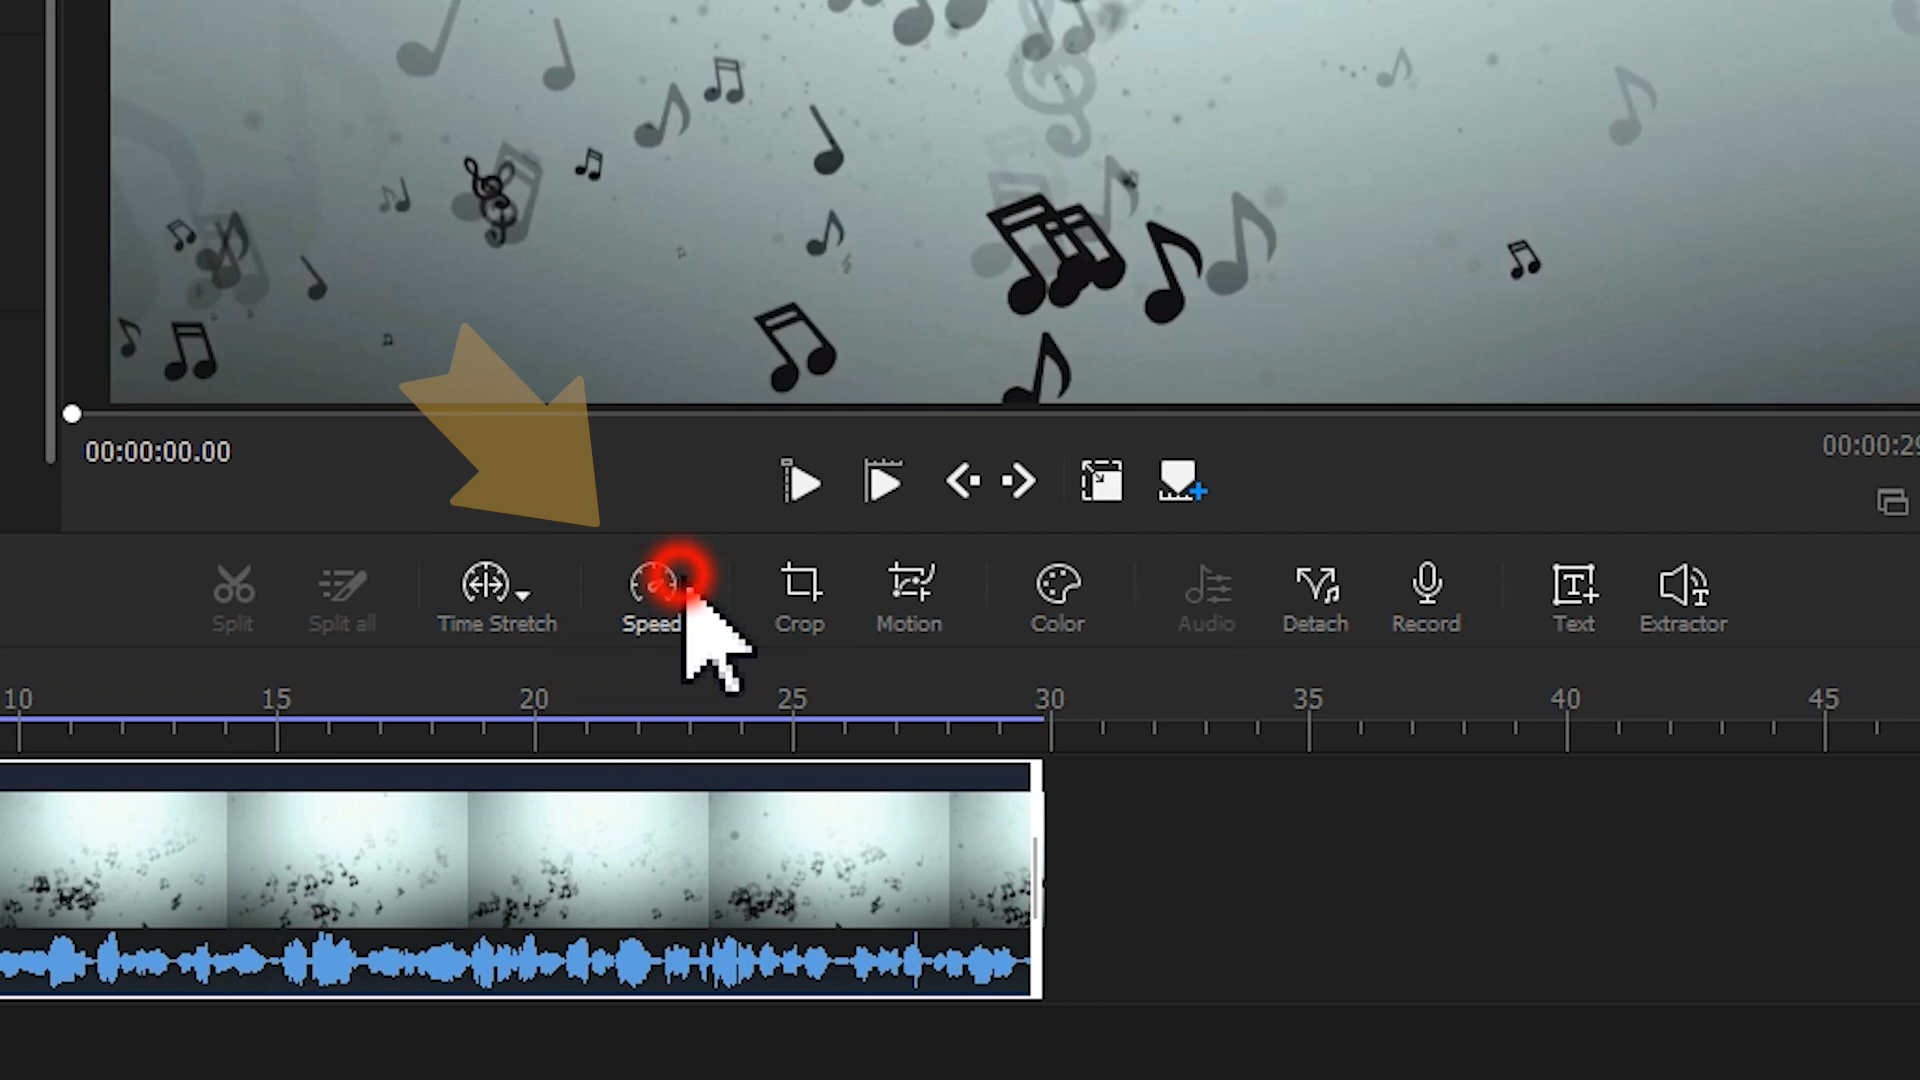 00:00:00.00
00:00:29
Split
Split all
Time Stretch
Speed
Crop
Motion
Color
Audio
Detach
Record
Text
Extractor
10
15
20
25
30
35
40
45